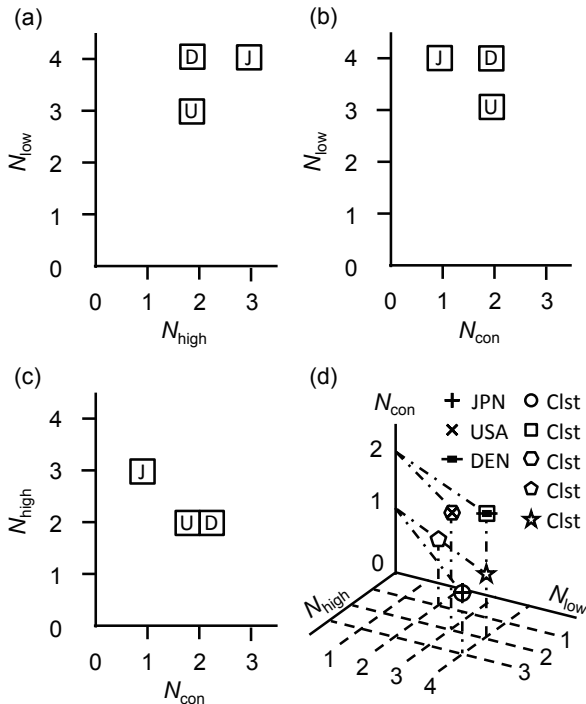 (a)
N_low
4
3
2
1
0
D
J
U
0
1
2
3
N_high
(b)
N_low
4
3
2
1
0
J
D
U
0
1
2
3
N_con
(c)
N_high
4
3
2
1
0
J
U
D
0
1
2
3
N_con
(d)
N_con
2
1
0
JPN
USA
DEN
Clst
Clst
Clst
Clst
Clst
N_high
N_low
1
2
3
4
1
2
3